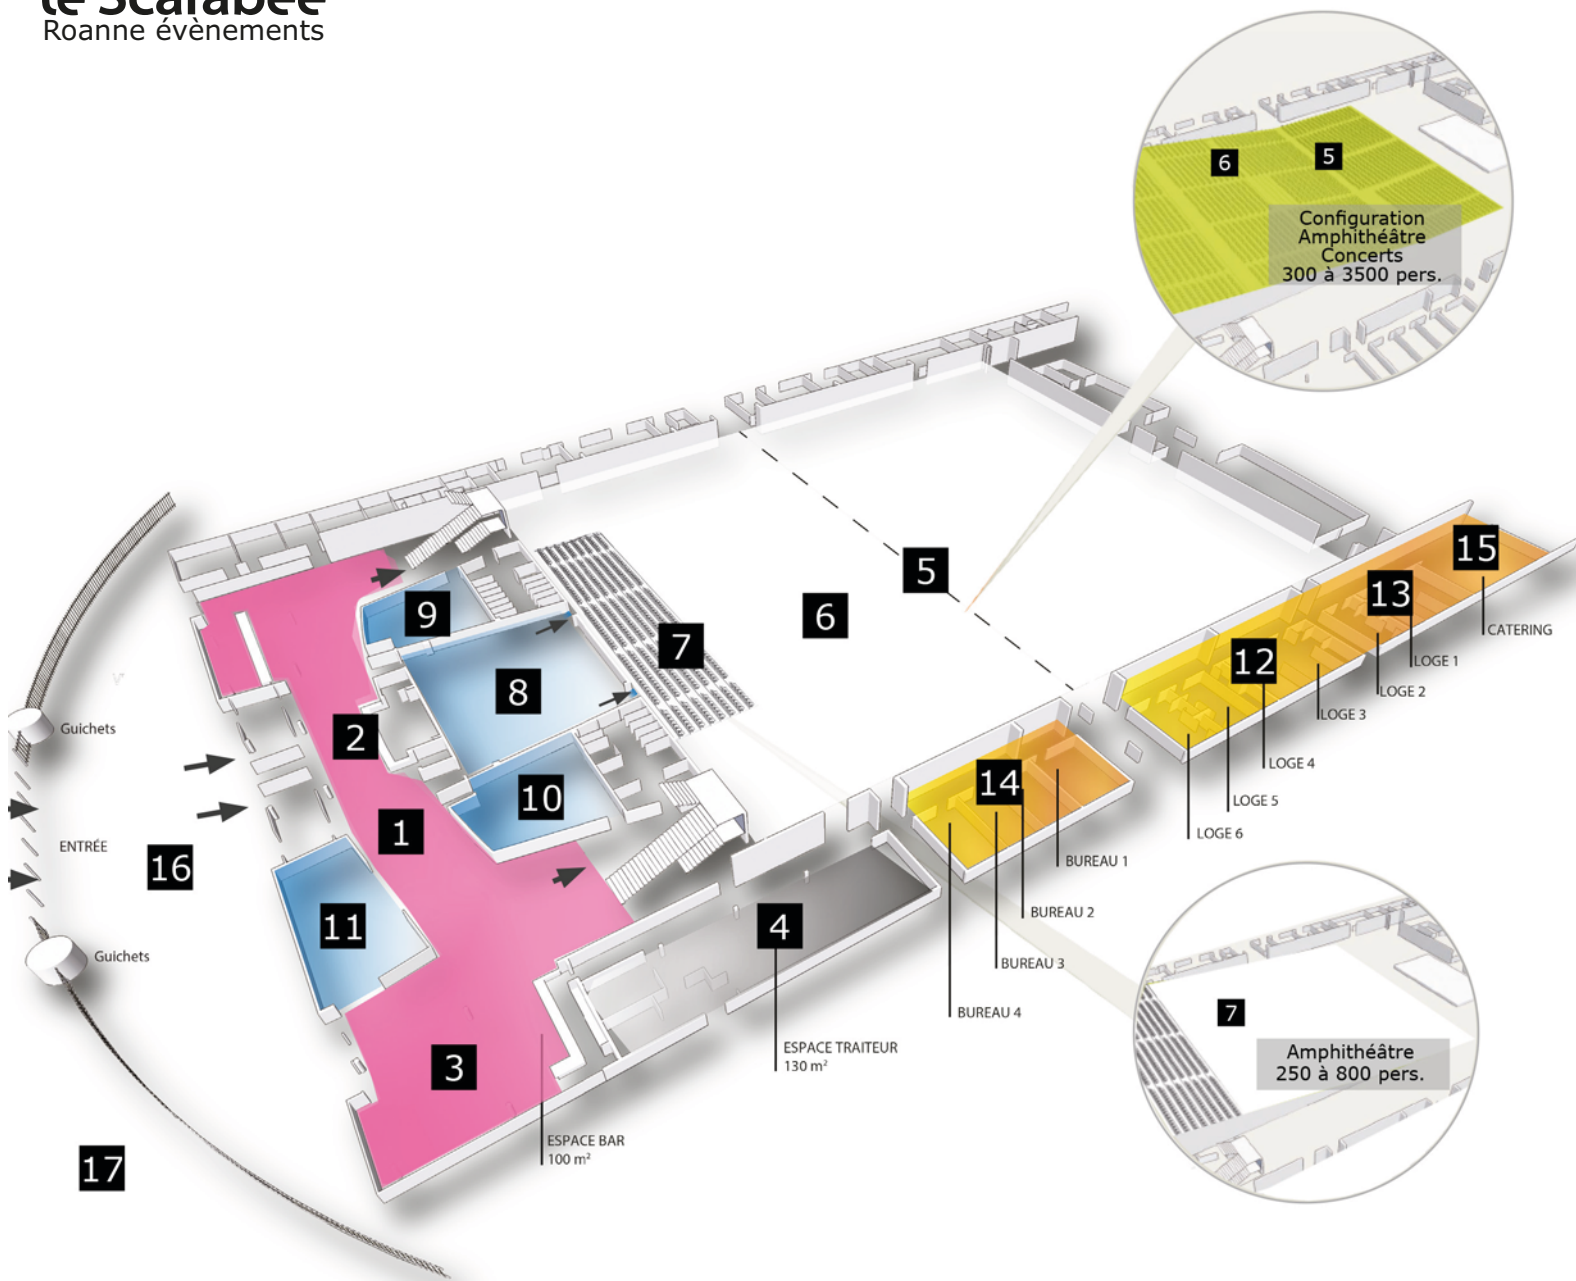 le Scarabée
Roanne évènements
6
5
Configuration
Amphithéâtre
Concerts
300 à 3500 pers.
5
6
7
8
9
10
2
1
11
3
4
12
13
14
15
16
17
CATERING
LOGE 1
LOGE 2
LOGE 3
LOGE 4
LOGE 5
LOGE 6
BUREAU 1
BUREAU 2
BUREAU 3
BUREAU 4
Guichets
ENTRÉE
Guichets
ESPACE TRAITEUR
130 m²
ESPACE BAR
100 m²
7
Amphithéâtre
250 à 800 pers.